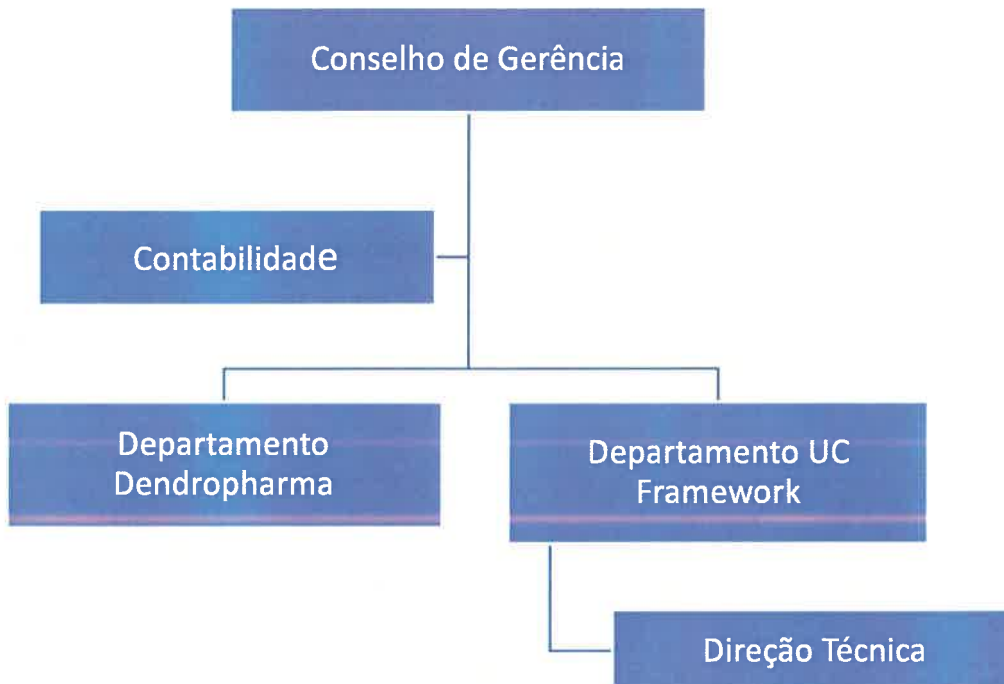 Conselho de Gerência
Contabilidade
Departamento
Dendropharma
Departamento UC
Framework
Direção Técnica